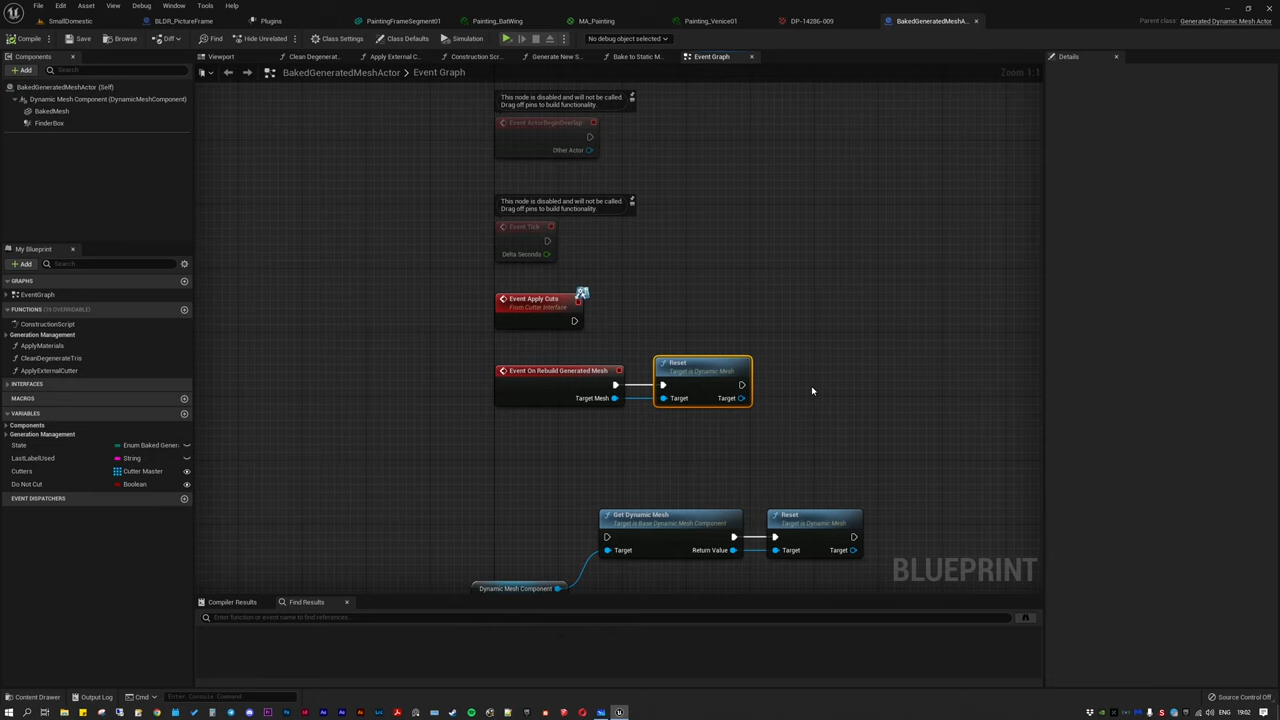 File
Edit
Asset
View
Debug
Window
Tools
Help
SmallDomestic
BLDR_PictureFrame
Plugins
PaintingFrameSegment01
Painting_BatWing
MA_Painting
Painting_Venice01
DP-14286-009
BakedGeneratedMeshA...
Parent class: Generated Dynamic Mesh Actor
Compile
Save
Browse
Diff
Find
Hide Unrelated
Class Settings
Class Defaults
Simulation
No debug object selected
Components
Viewport
Clean Degenerat...
Apply External C...
Construction Scr...
Generate New S...
Bake to Static M...
Event Graph
Details
Add
Search
BakedGeneratedMeshActor > Event Graph
Zoom 1:1
BakedGeneratedMeshActor (Self)
Dynamic Mesh Component (DynamicMeshComponent)
BakedMesh
FinderBox
This node is disabled and will not be called.
Drag off pins to build functionality.
Event ActorBeginOverlap
Other Actor
This node is disabled and will not be called.
Drag off pins to build functionality.
Event Tick
Delta Seconds
My Blueprint
Add
Search
GRAPHS
EventGraph
FUNCTIONS (19 OVERRIDABLE)
ConstructionScript
Generation Management
ApplyMaterials
CleanDegenerateTris
ApplyExternalCutter
INTERFACES
MACROS
VARIABLES
Components
Generation Management
State
Enum Baked Gener
LastLabelUsed
String
Cutters
Cutter Master
Do Not Cut
Boolean
EVENT DISPATCHERS
Event Apply Cuts
From Cutter Interface
Event On Rebuild Generated Mesh
Target Mesh
Reset
Target is Dynamic Mesh
Target
Target
Get Dynamic Mesh
Target is Base Dynamic Mesh Component
Target
Return Value
Reset
Target is Dynamic Mesh
Target
Target
Dynamic Mesh Component
BLUEPRINT
Compiler Results
Find Results
Enter function or event name to find references...
Content Drawer
Output Log
Cmd
Enter Console Command
Source Control Off
ENG
19:02